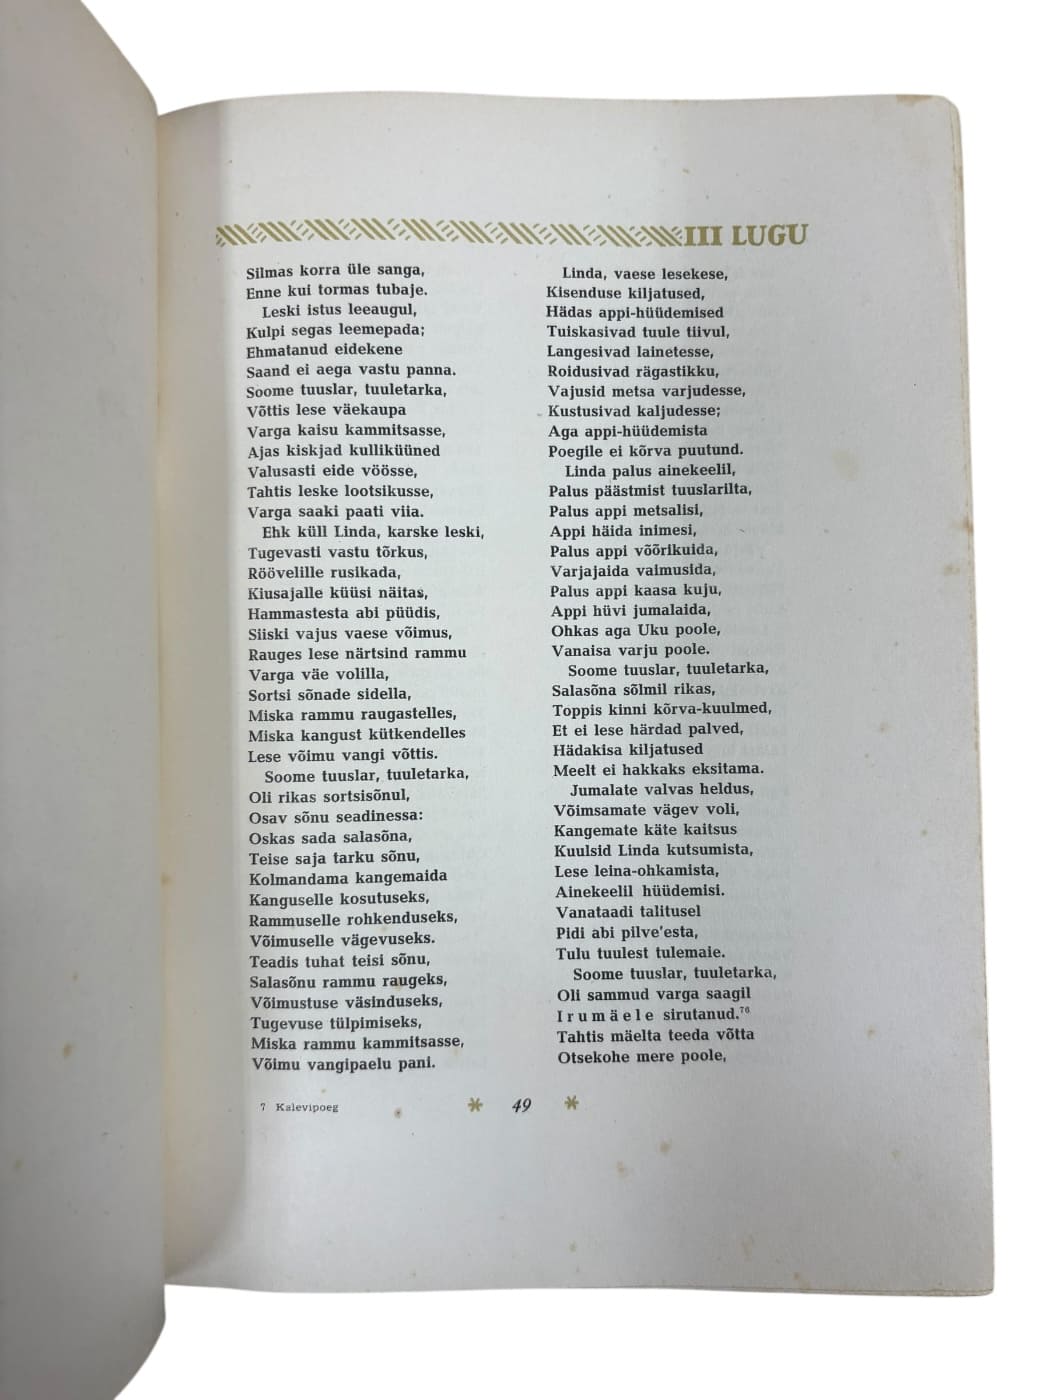 III LUGU
Silmas korra üle sanga,
Enne kui tormas tubaje.
Leski istus leeaugul,
Kulpi segas leemepada;
Ehmatanud eidekene
Saand ei aega vastu panna.
Soome tuuslar, tuuletarka,
Võttis lese väekaupa
Varga kaisu kammitsasse,
Ajas kiskjad kulliküüned
Valusasti eide vöösse,
Tahtis leske lootsikusse,
Varga saaki paati viia.
Ehk küll Linda, karske leski,
Tugevasti vastu tõrkus,
Röövelille rusikada,
Kiusajalle küüsi näitas,
Hammastesta abi püüdis,
Siiski vajus vaese võimus,
Rauges lese närtsind rammu
Varga väe volilla,
Sortsi sõnade sidella,
Miska rammu raugastelles,
Miska kangust kütkendelles
Lese võimu vangi võttis.
Soome tuuslar, tuuletarka,
Oli rikas sortsisõnul,
Osav sõnu seadinessa:
Oskas sada salasõna,
Teise saja tarku sõnu,
Kolmandama kangemaida
Kanguselle kosutuseks,
Rammuselle rohkenduseks,
Võimuselle vägevuseks.
Teadis tuhat teisi sõnu,
Salasõnu rammu raugeks,
Võimustuse väsinduseks,
Tugevuse tülpimiseks,
Miska rammu kammitsasse,
Võimu vangipaelu pani.
Linda, vaese lesekese,
Kisenduse kiljatused,
Hädas appi-hüüdemised
Tuiskasivad tuule tiivul,
Langesivad lainetesse,
Roidusivad rägastikku,
Vajusid metsa varjudesse,
Kustusivad kaljudesse;
Aga appi-hüüdemista
Poegile ei kõrva puutund.
Linda palus ainekeelil,
Palus päästmist tuuslarilta,
Palus appi metsalisi,
Appi häida inimesi,
Palus appi võõrikuida,
Varjajaida vaimusida,
Palus appi kaasa kuju,
Appi hüvi jumalaida,
Ohkas aga Uku poole,
Vanaisa varju poole.
Soome tuuslar, tuuletarka,
Salasõna sõlmil rikas,
Toppis kinni kõrva-kuulmed,
Et ei lese härdad palved,
Hädakisa kiljatused
Meelt ei hakkaks eksitama.
Jumalate valvas heldus,
Võimsamate vägev voli,
Kangemate käte kaitsus
Kuulsid Linda kutsumista,
Lese leina-ohkamista,
Ainekeelil hüüdemisi.
Vanataadi talitusel
Pidi abi pilve'esta,
Tulu tuulest tulemaie.
Soome tuuslar, tuuletarka,
Oli sammud varga saagil
Irumäele sirutanud.⁷⁶
Tahtis mäelta teeda võtta
Otsekohe mere poole,
7 Kalevipoeg
* 49 *